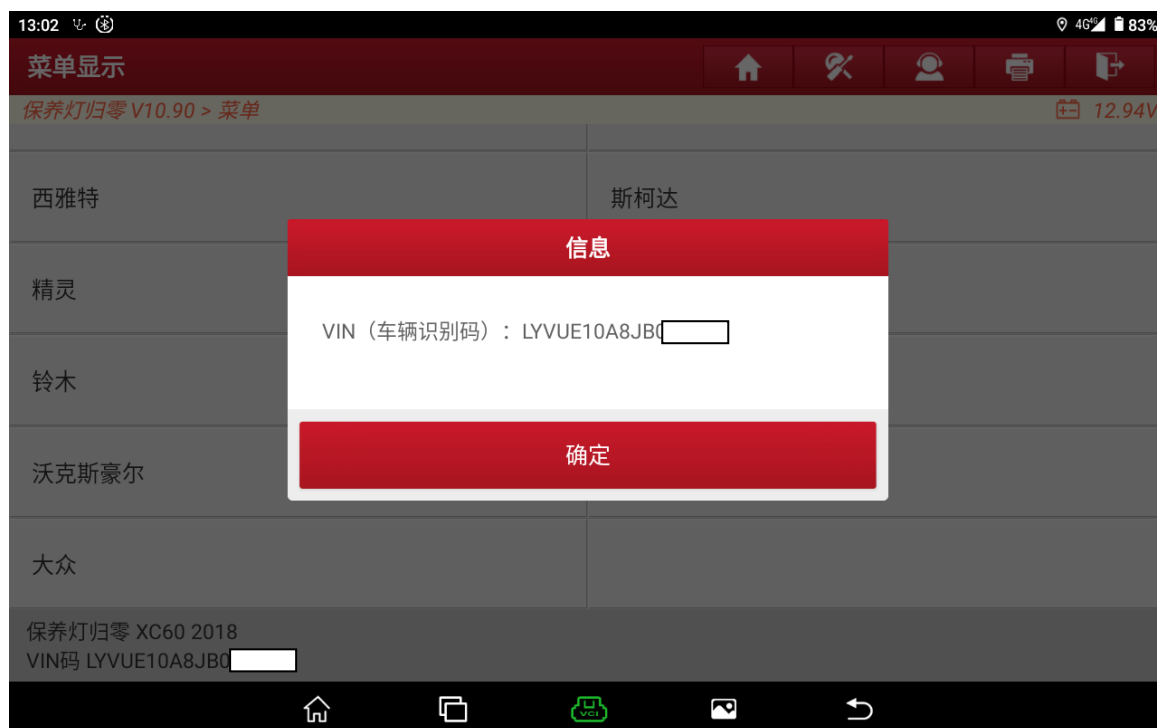 13:02
4G 4G 83%
菜单显示
保养灯归零 V10.90 > 菜单
12.94V
西雅特
斯柯达
信息
精灵
VIN（车辆识别码）：LYVUE10A8JB0
铃木
确定
沃克斯豪尔
大众
保养灯归零 XC60 2018
VIN码 LYVUE10A8JB0
VCI